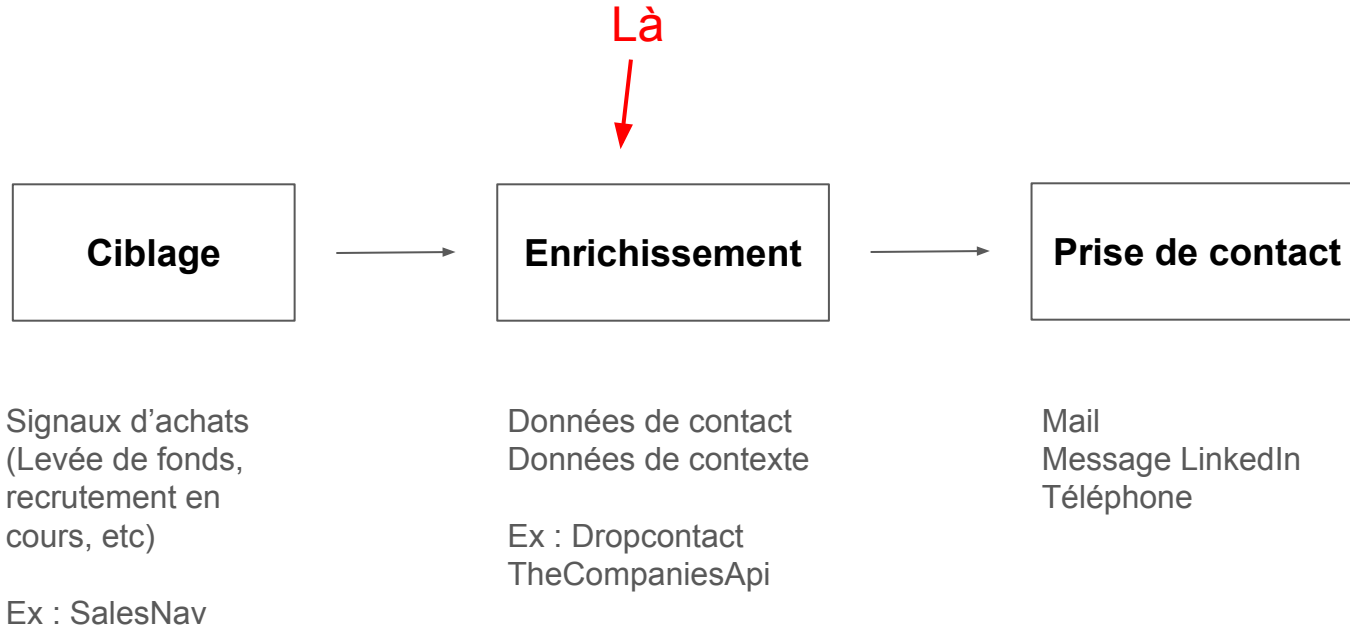 Là
Ciblage
Enrichissement
Prise de contact
Signaux d’achats
(Levée de fonds,
recrutement en
cours, etc)
Ex : SalesNav
Données de contact
Données de contexte
Ex : Dropcontact
TheCompaniesApi
Mail
Message LinkedIn
Téléphone